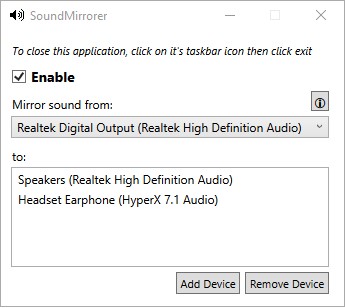 SoundMirrorer
To close this application, click on it's taskbar icon then click exit
Enable
Mirror sound from:
Realtek Digital Output (Realtek High Definition Audio)
to:
Speakers (Realtek High Definition Audio)
Headset Earphone (HyperX 7.1 Audio)
Add Device Remove Device